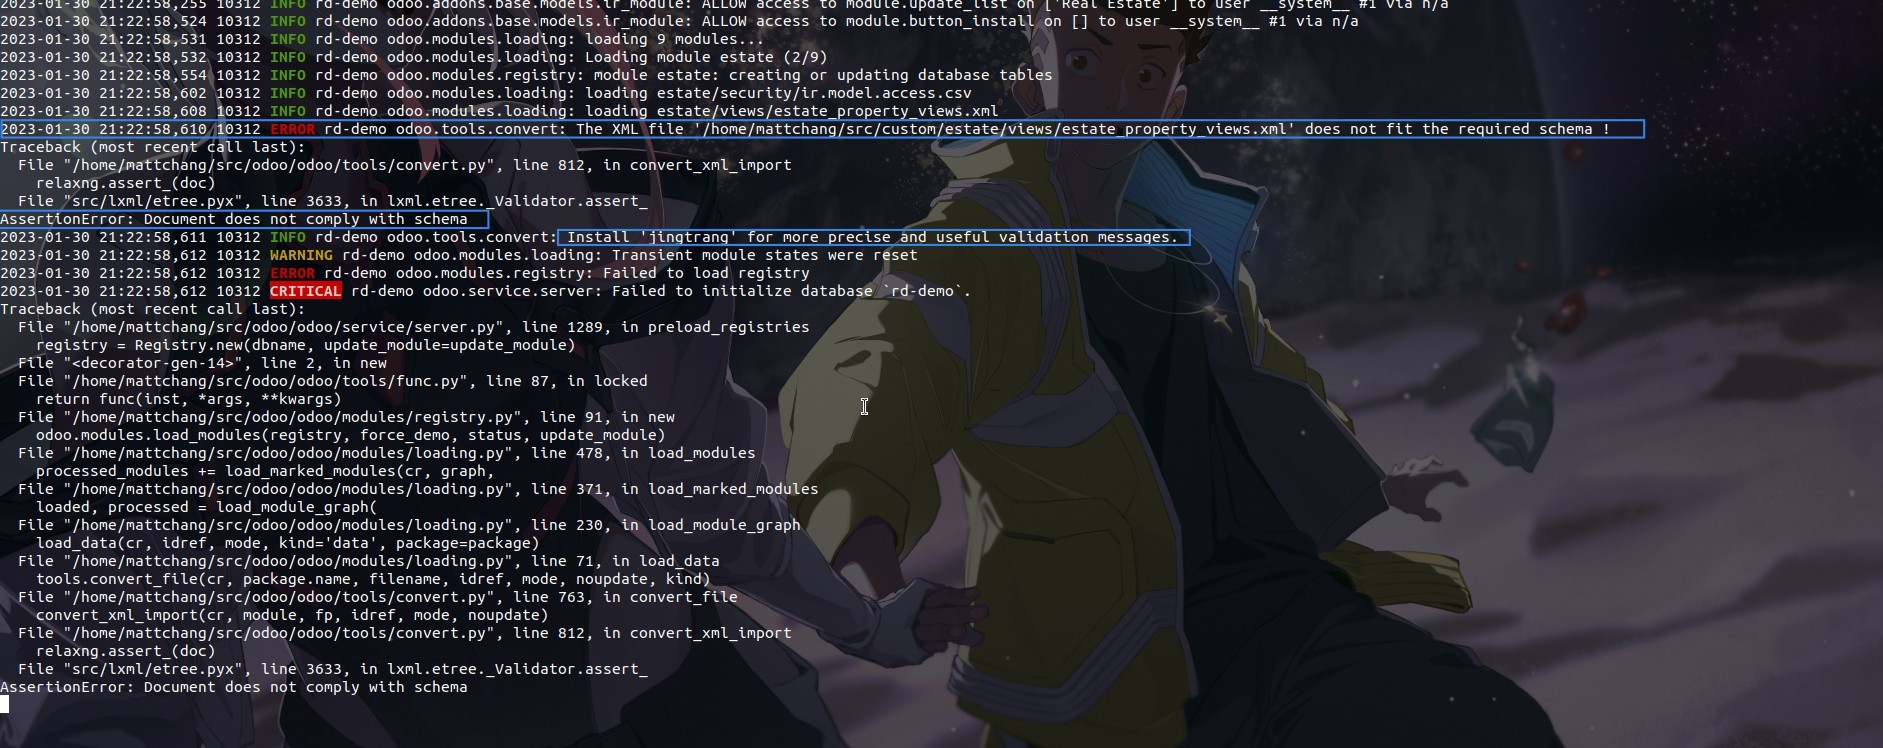 2023-01-30 21:22:58,255 10312 INFO rd-demo odoo.addons.base.models.ir_module: ALLOW access to module.update_list on ['Real Estate'] to user __system__ #1 via n/a
2023-01-30 21:22:58,524 10312 INFO rd-demo odoo.addons.base.models.ir_module: ALLOW access to module.button_install on [] to user __system__ #1 via n/a
2023-01-30 21:22:58,531 10312 INFO rd-demo odoo.modules.loading: loading 9 modules...
2023-01-30 21:22:58,532 10312 INFO rd-demo odoo.modules.loading: Loading module estate (2/9)
2023-01-30 21:22:58,554 10312 INFO rd-demo odoo.modules.registry: module estate: creating or updating database tables
2023-01-30 21:22:58,602 10312 INFO rd-demo odoo.modules.loading: loading estate/security/ir.model.access.csv
2023-01-30 21:22:58,608 10312 INFO rd-demo odoo.modules.loading: loading estate/views/estate_property_views.xml
2023-01-30 21:22:58,610 10312 ERROR rd-demo odoo.tools.convert: The XML file '/home/mattchang/src/custom/estate/views/estate_property_views.xml' does not fit the required schema !
Traceback (most recent call last):
  File "/home/mattchang/src/odoo/odoo/tools/convert.py", line 812, in convert_xml_import
    relaxng.assert_(doc)
  File "src/lxml/etree.pyx", line 3633, in lxml.etree._Validator.assert_
AssertionError: Document does not comply with schema
2023-01-30 21:22:58,611 10312 INFO rd-demo odoo.tools.convert: Install 'jingtrang' for more precise and useful validation messages.
2023-01-30 21:22:58,612 10312 WARNING rd-demo odoo.modules.loading: Transient module states were reset
2023-01-30 21:22:58,612 10312 ERROR rd-demo odoo.modules.registry: Failed to load registry
2023-01-30 21:22:58,612 10312 CRITICAL rd-demo odoo.service.server: Failed to initialize database `rd-demo`.
Traceback (most recent call last):
  File "/home/mattchang/src/odoo/odoo/service/server.py", line 1289, in preload_registries
    registry = Registry.new(dbname, update_module=update_module)
  File "<decorator-gen-14>", line 2, in new
  File "/home/mattchang/src/odoo/odoo/tools/func.py", line 87, in locked
    return func(inst, *args, **kwargs)
  File "/home/mattchang/src/odoo/odoo/modules/registry.py", line 91, in new
    odoo.modules.load_modules(registry, force_demo, status, update_module)
  File "/home/mattchang/src/odoo/odoo/modules/loading.py", line 478, in load_modules
    processed_modules += load_marked_modules(cr, graph,
  File "/home/mattchang/src/odoo/odoo/modules/loading.py", line 371, in load_marked_modules
    loaded, processed = load_module_graph(
  File "/home/mattchang/src/odoo/odoo/modules/loading.py", line 230, in load_module_graph
    load_data(cr, idref, mode, kind='data', package=package)
  File "/home/mattchang/src/odoo/odoo/modules/loading.py", line 71, in load_data
    tools.convert_file(cr, package.name, filename, idref, mode, noupdate, kind)
  File "/home/mattchang/src/odoo/odoo/tools/convert.py", line 763, in convert_file
    convert_xml_import(cr, module, fp, idref, mode, noupdate)
  File "/home/mattchang/src/odoo/odoo/tools/convert.py", line 812, in convert_xml_import
    relaxng.assert_(doc)
  File "src/lxml/etree.pyx", line 3633, in lxml.etree._Validator.assert_
AssertionError: Document does not comply with schema